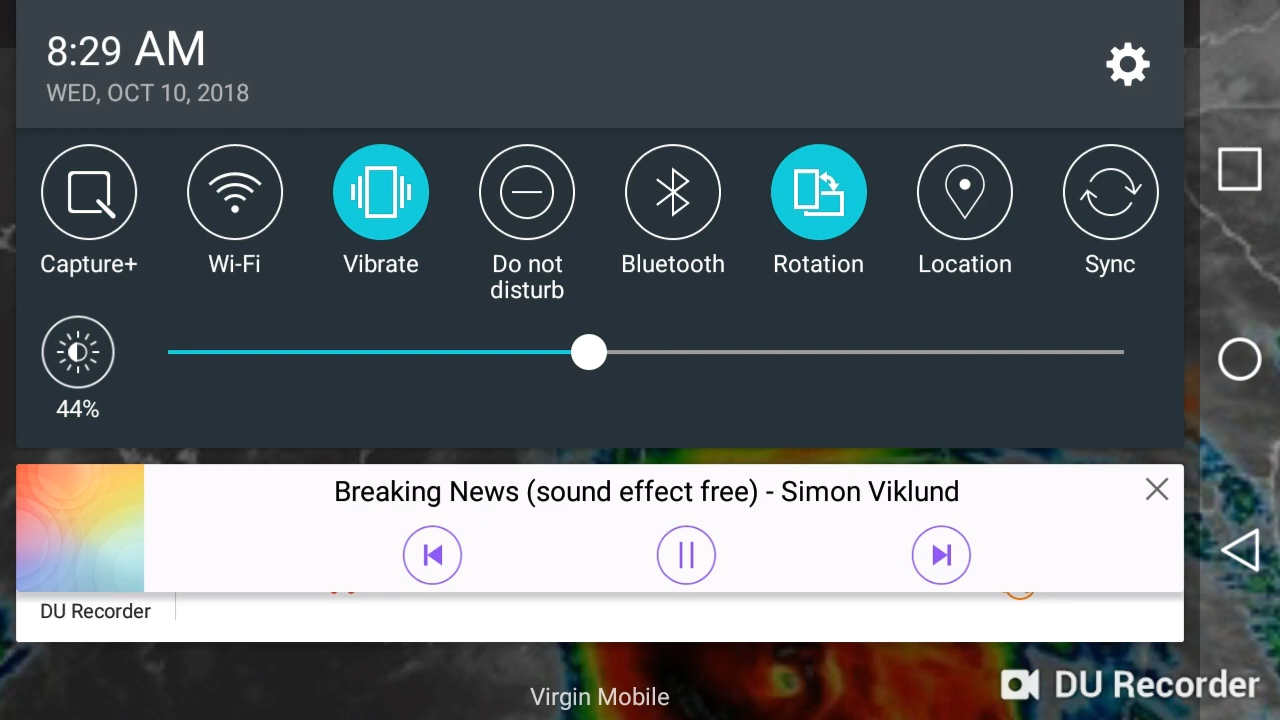 8:29 AM
WED, OCT 10, 2018
Capture+
Wi-Fi
Vibrate
Do not
disturb
Bluetooth
Rotation
Location
Sync
44%
Breaking News (sound effect free) - Simon Viklund
DU Recorder
Virgin Mobile
DU Recorder